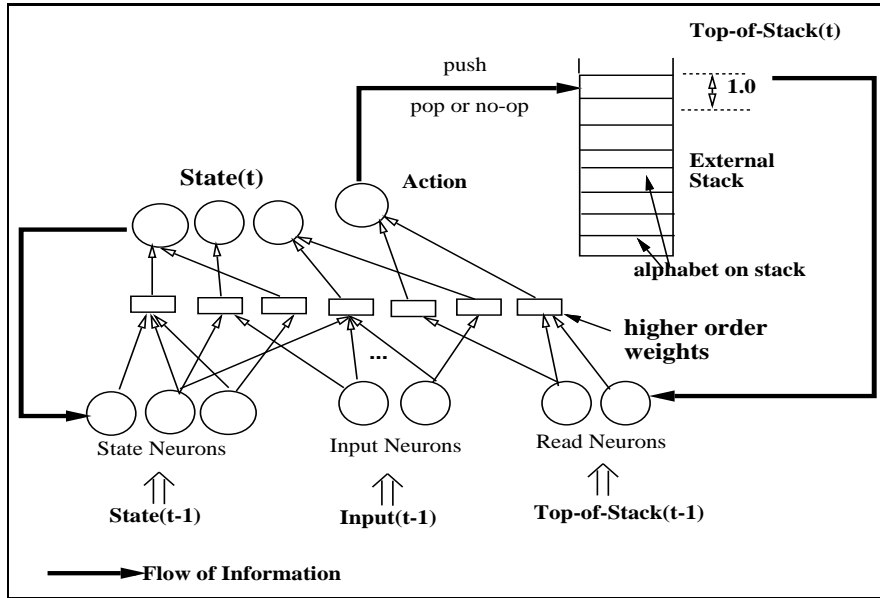 Top-of-Stack(t)
push
1.0
pop or no-op
External
Stack
State(t)
Action
alphabet on stack
higher order
weights
...
State Neurons
Input Neurons
Read Neurons
State(t-1)
Input(t-1)
Top-of-Stack(t-1)
Flow of Information